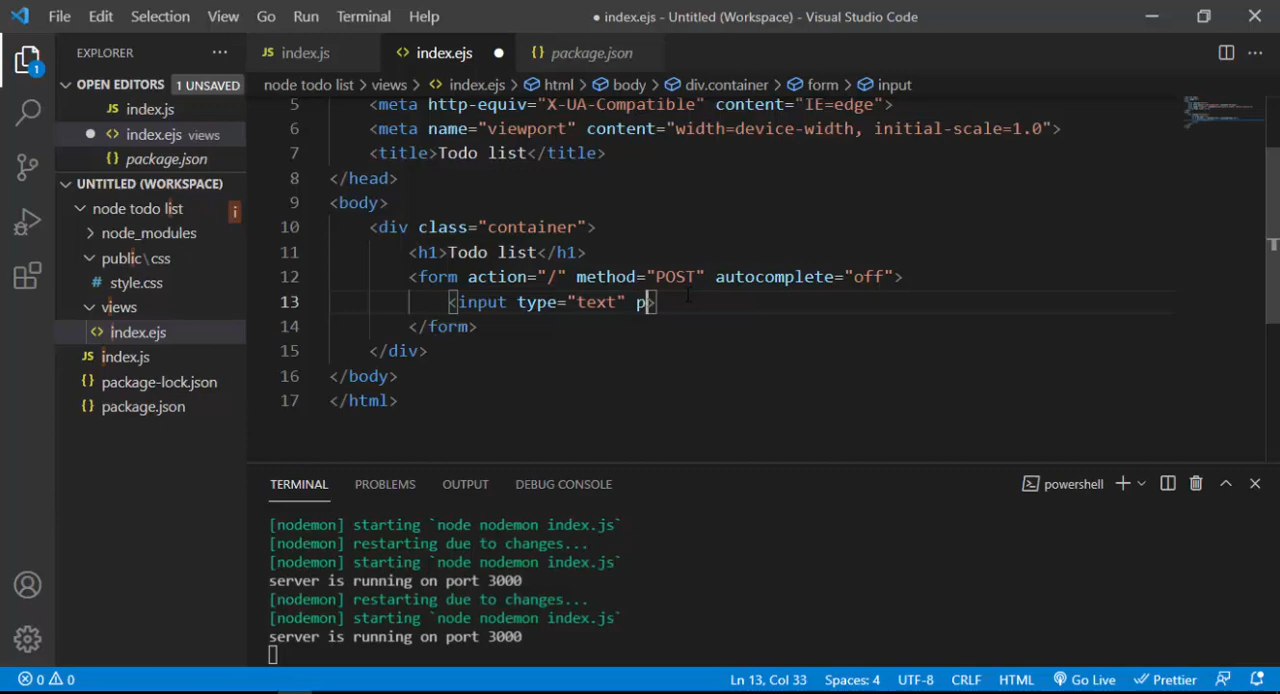 File Edit Selection View Go Run Terminal Help ● index.ejs - Untitled (Workspace) - Visual Studio Code
EXPLORER
JS index.js <> index.ejs ● {} package.json
OPEN EDITORS 1 UNSAVED
node todo list > views > <> index.ejs > html > body > div.container > form > input
JS index.js
● <> index.ejs views
{} package.json
UNTITLED (WORKSPACE)
node todo list i
node_modules
public\css
# style.css
views
<> index.ejs
JS index.js
{} package-lock.json
{} package.json
1
5 <meta http-equiv="X-UA-Compatible" content="IE=edge">
6 <meta name="viewport" content="width=device-width, initial-scale=1.0">
7 <title>Todo list</title>
8 </head>
9 <body>
10 <div class="container">
11 <h1>Todo list</h1>
12 <form action="/" method="POST" autocomplete="off">
13 <input type="text" p>
14 </form>
15 </div>
16 </body>
17 </html>
TERMINAL PROBLEMS OUTPUT DEBUG CONSOLE powershell
[nodemon] starting `node nodemon index.js`
[nodemon] restarting due to changes...
[nodemon] starting `node nodemon index.js`
server is running on port 3000
[nodemon] restarting due to changes...
[nodemon] starting `node nodemon index.js`
server is running on port 3000
0 0 Ln 13, Col 33 Spaces: 4 UTF-8 CRLF HTML Go Live Prettier